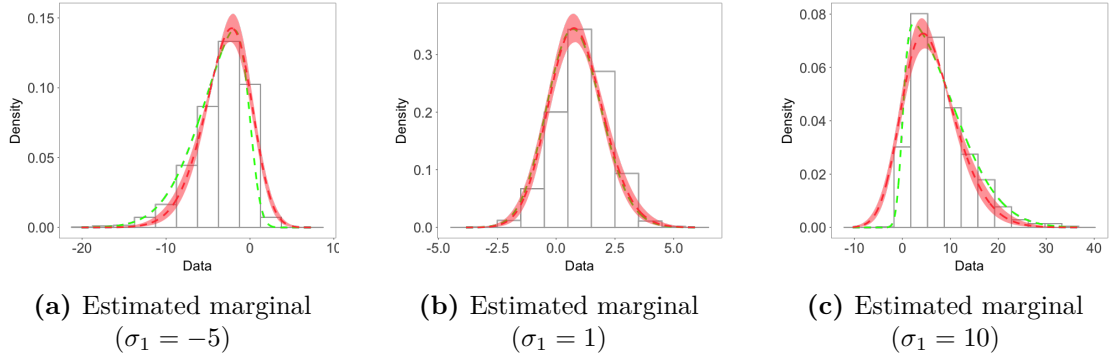 0.15
0.10
0.05
0.00
Density
-20
-10
0
10
Data
0.3
0.2
0.1
0.0
Density
-5.0
-2.5
0.0
2.5
5.0
Data
0.08
0.06
0.04
0.02
0.00
Density
-10
0
10
20
30
40
Data
(a) Estimated marginal
(σ₁ = −5)
(b) Estimated marginal
(σ₁ = 1)
(c) Estimated marginal
(σ₁ = 10)